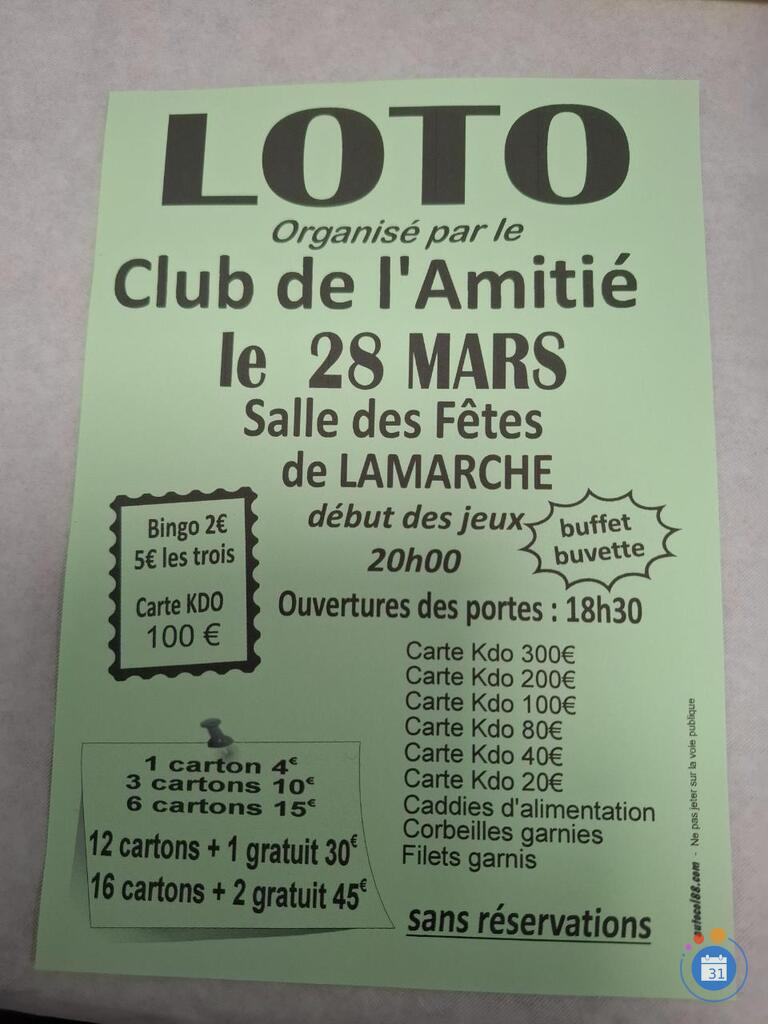 LOTO
Organisé par le
Club de l'Amitié
le 28 MARS
Salle des Fêtes
de LAMARCHE
début des jeux
20h00
buffet
buvette
Ouvertures des portes : 18h30
Bingo 2€
5€ les trois
Carte KDO
100 €
Carte Kdo 300€
Carte Kdo 200€
Carte Kdo 100€
Carte Kdo 80€
Carte Kdo 40€
Carte Kdo 20€
Caddies d'alimentation
Corbeilles garnies
Filets garnis
1 carton 4€
3 cartons 10€
6 cartons 15€
12 cartons + 1 gratuit 30€
16 cartons + 2 gratuit 45€
sans réservations
- Ne pas jeter sur la voie publique
31